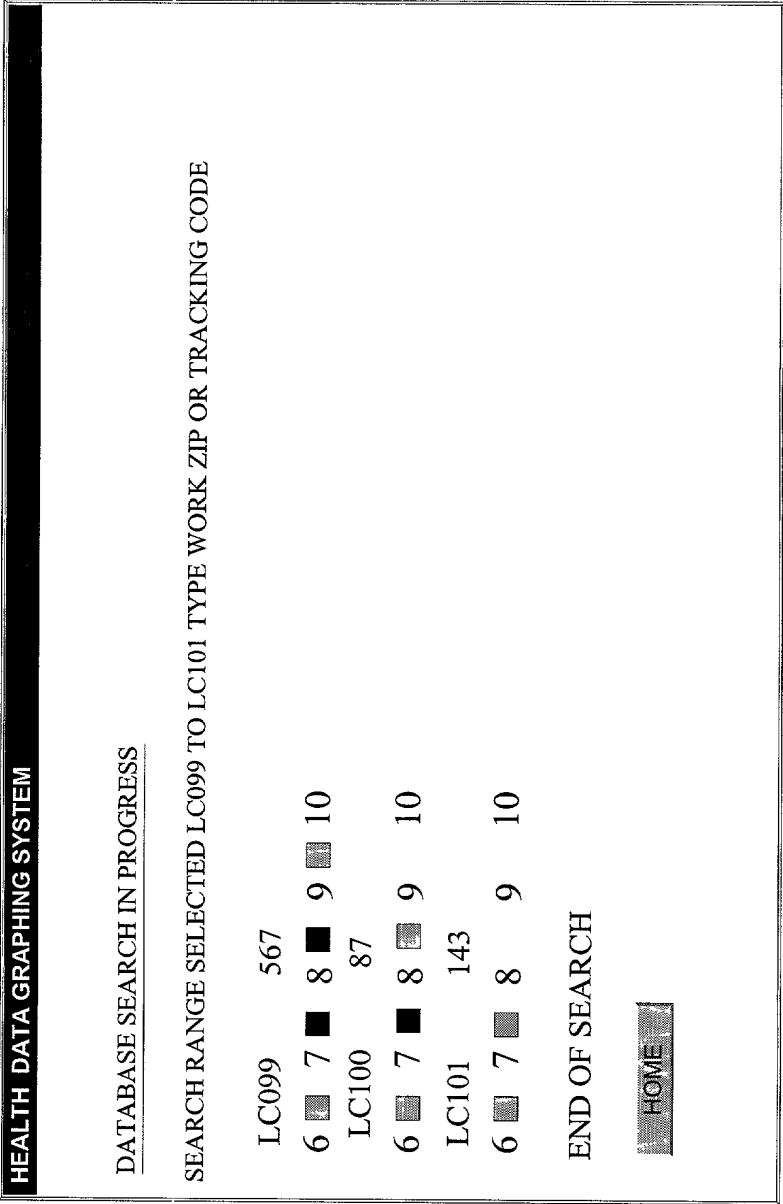 HEALTH DATA GRAPHING SYSTEM
DATABASE SEARCH IN PROGRESS
SEARCH RANGE SELECTED LC099 TO LC101 TYPE WORK ZIP OR TRACKING CODE
LC099 567
6 7 8 9 10
LC100 87
6 7 8 9 10
LC101 143
6 7 8 9 10
END OF SEARCH
HOME